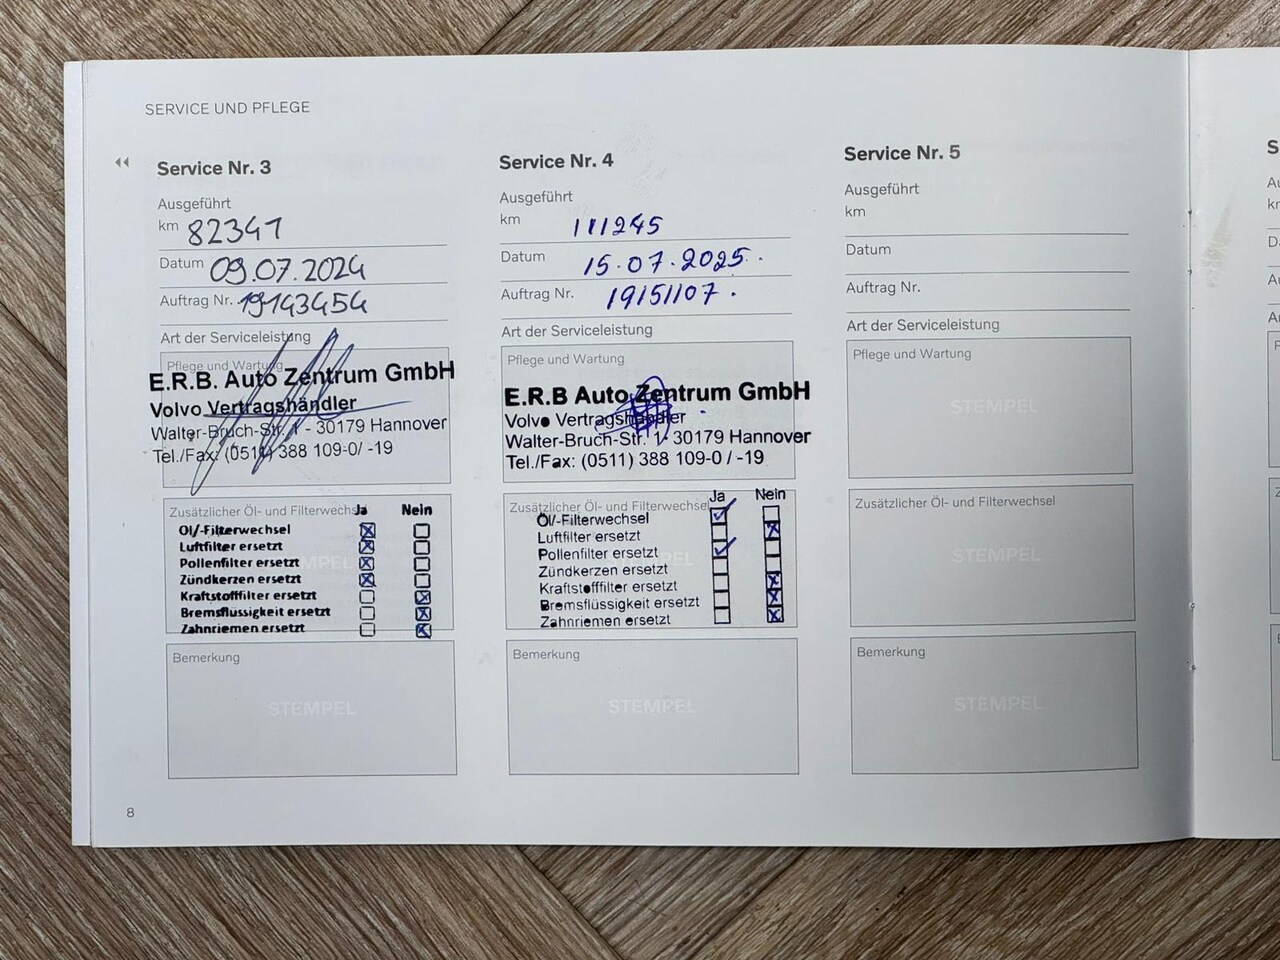 SERVICE UND PFLEGE
Service Nr. 3
Ausgeführt
km 82341
Datum 09.07.2024
Auftrag Nr. 19143454
Art der Serviceleistung
Pflege und Wartung
E.R.B. Auto Zentrum GmbH
Volvo Vertragshändler
Walter-Bruch-Str. 1 - 30179 Hannover
Tel./Fax: (0511) 388 109-0/ -19
Zusätzlicher Öl- und Filterwechsel
Ja Nein
Öl/-Filterwechsel
Luftfilter ersetzt
Pollenfilter ersetzt
Zündkerzen ersetzt
Kraftstofffilter ersetzt
Bremsflüssigkeit ersetzt
Zahnriemen ersetzt
Bemerkung
STEMPEL
8
Service Nr. 4
Ausgeführt
km 111245
Datum 15.07.2025.
Auftrag Nr. 19151107.
Art der Serviceleistung
Pflege und Wartung
E.R.B Auto Zentrum GmbH
Volvo Vertragshändler
Walter-Bruch-Str. 1- 30179 Hannover
Tel./Fax: (0511) 388 109-0 / -19
Zusätzlicher Öl- und Filterwechsel
Ja Nein
Öl/-Filterwechsel
Luftfilter ersetzt
Pollenfilter ersetzt
Zündkerzen ersetzt
Kraftstofffilter ersetzt
Bremsflüssigkeit ersetzt
Zahnriemen ersetzt
Bemerkung
STEMPEL
Service Nr. 5
Ausgeführt
km
Datum
Auftrag Nr.
Art der Serviceleistung
Pflege und Wartung
STEMPEL
Zusätzlicher Öl- und Filterwechsel
STEMPEL
Bemerkung
STEMPEL